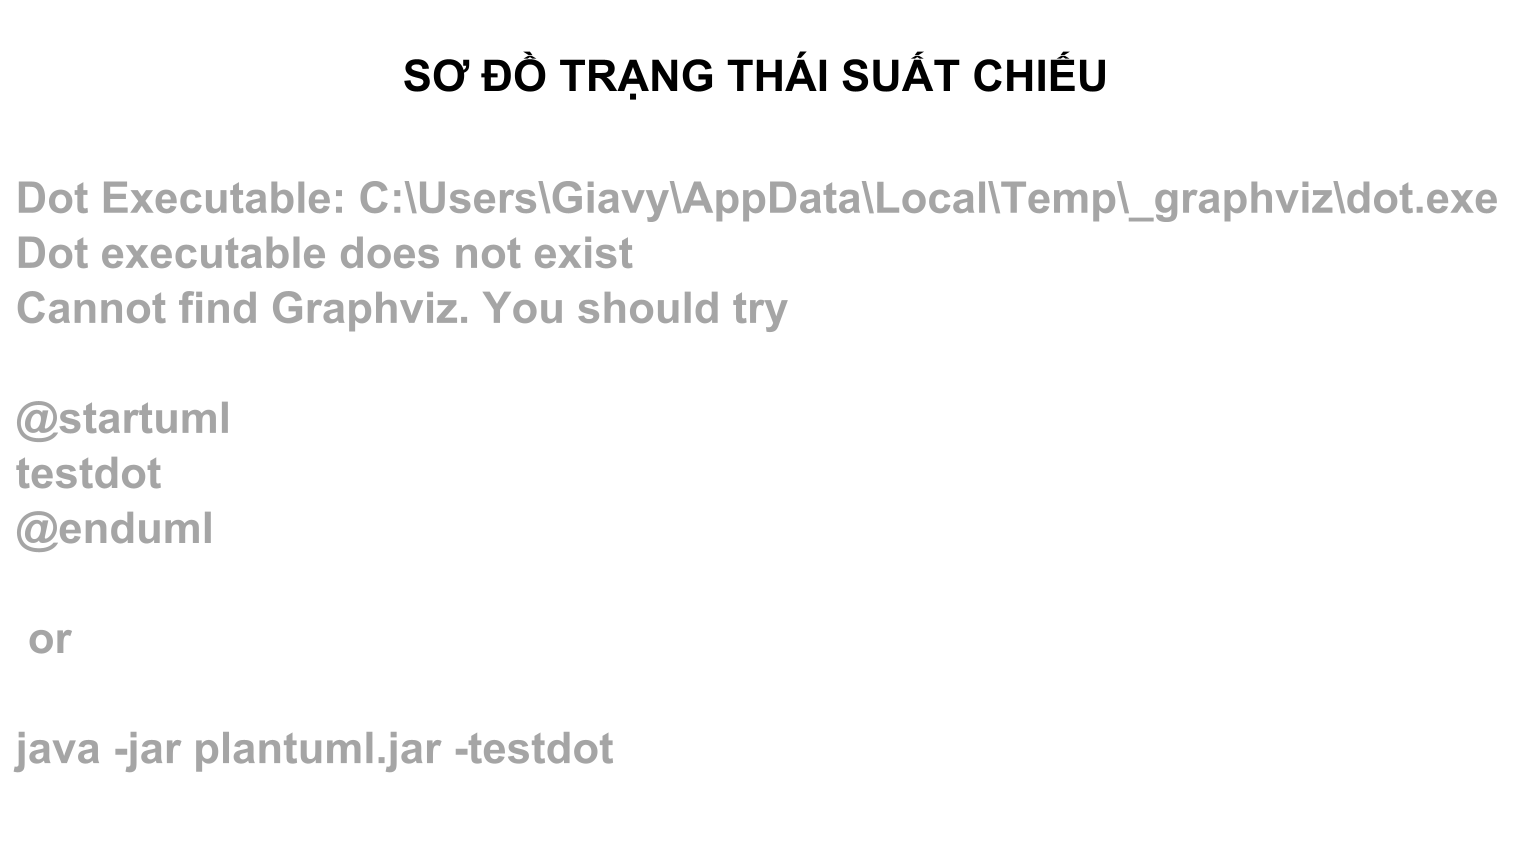 SƠ ĐỒ TRẠNG THÁI SUẤT CHIẾU
Dot Executable: C:\Users\Giavy\AppData\Local\Temp\_graphviz\dot.exe
Dot executable does not exist
Cannot find Graphviz. You should try
@startuml
testdot
@enduml
or
java -jar plantuml.jar -testdot